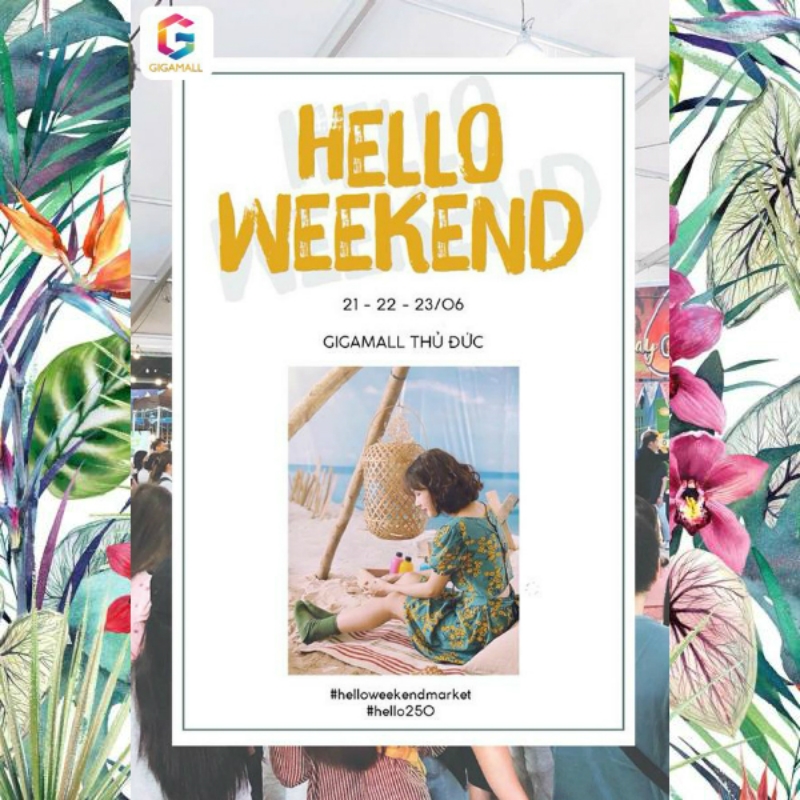 GIGAMALL
HELLO
WEEKEND
21 - 22 - 23/06
GIGAMALL THỦ ĐỨC
#helloweekendmarket
#hello250